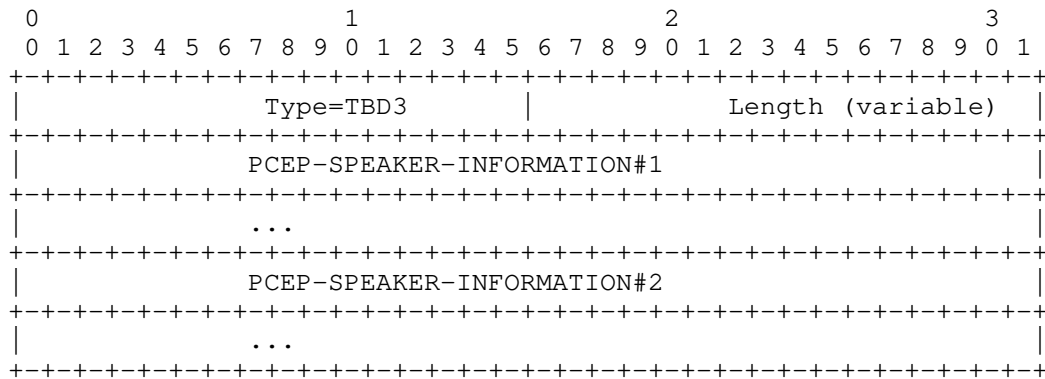 0                   1                   2                   3
 0 1 2 3 4 5 6 7 8 9 0 1 2 3 4 5 6 7 8 9 0 1 2 3 4 5 6 7 8 9 0 1
+-+-+-+-+-+-+-+-+-+-+-+-+-+-+-+-+-+-+-+-+-+-+-+-+-+-+-+-+-+-+-+-+
|               Type=TBD3       |            Length (variable)  |
+-+-+-+-+-+-+-+-+-+-+-+-+-+-+-+-+-+-+-+-+-+-+-+-+-+-+-+-+-+-+-+-+
|              PCEP-SPEAKER-INFORMATION#1                       |
+-+-+-+-+-+-+-+-+-+-+-+-+-+-+-+-+-+-+-+-+-+-+-+-+-+-+-+-+-+-+-+-+
|              ...                                              |
+-+-+-+-+-+-+-+-+-+-+-+-+-+-+-+-+-+-+-+-+-+-+-+-+-+-+-+-+-+-+-+-+
|              PCEP-SPEAKER-INFORMATION#2                       |
+-+-+-+-+-+-+-+-+-+-+-+-+-+-+-+-+-+-+-+-+-+-+-+-+-+-+-+-+-+-+-+-+
|              ...                                              |
+-+-+-+-+-+-+-+-+-+-+-+-+-+-+-+-+-+-+-+-+-+-+-+-+-+-+-+-+-+-+-+-+